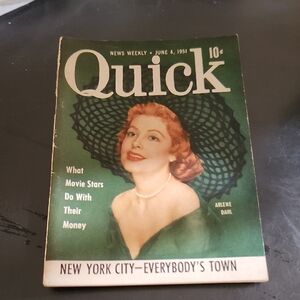 NEWS WEEKLY • JUNE 4, 1951
10¢
Quick
What
Movie Stars
Do With
Their
Money
ARLENE
DAHL
NEW YORK CITY—EVERYBODY'S TOWN